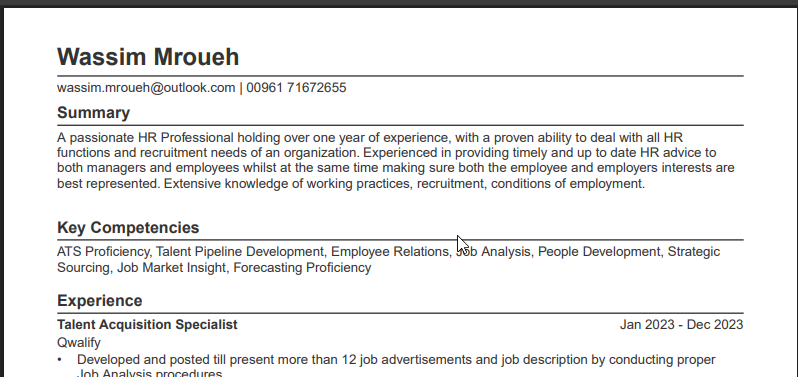 Wassim Mroueh
wassim.mroueh@outlook.com | 00961 71672655
Summary
A passionate HR Professional holding over one year of experience, with a proven ability to deal with all HR
functions and recruitment needs of an organization. Experienced in providing timely and up to date HR advice to
both managers and employees whilst at the same time making sure both the employee and employers interests are
best represented. Extensive knowledge of working practices, recruitment, conditions of employment.
Key Competencies
ATS Proficiency, Talent Pipeline Development, Employee Relations, Job Analysis, People Development, Strategic
Sourcing, Job Market Insight, Forecasting Proficiency
Experience
Talent Acquisition Specialist Jan 2023 - Dec 2023
Qwalify
• Developed and posted till present more than 12 job advertisements and job description by conducting proper
Job Analysis procedures